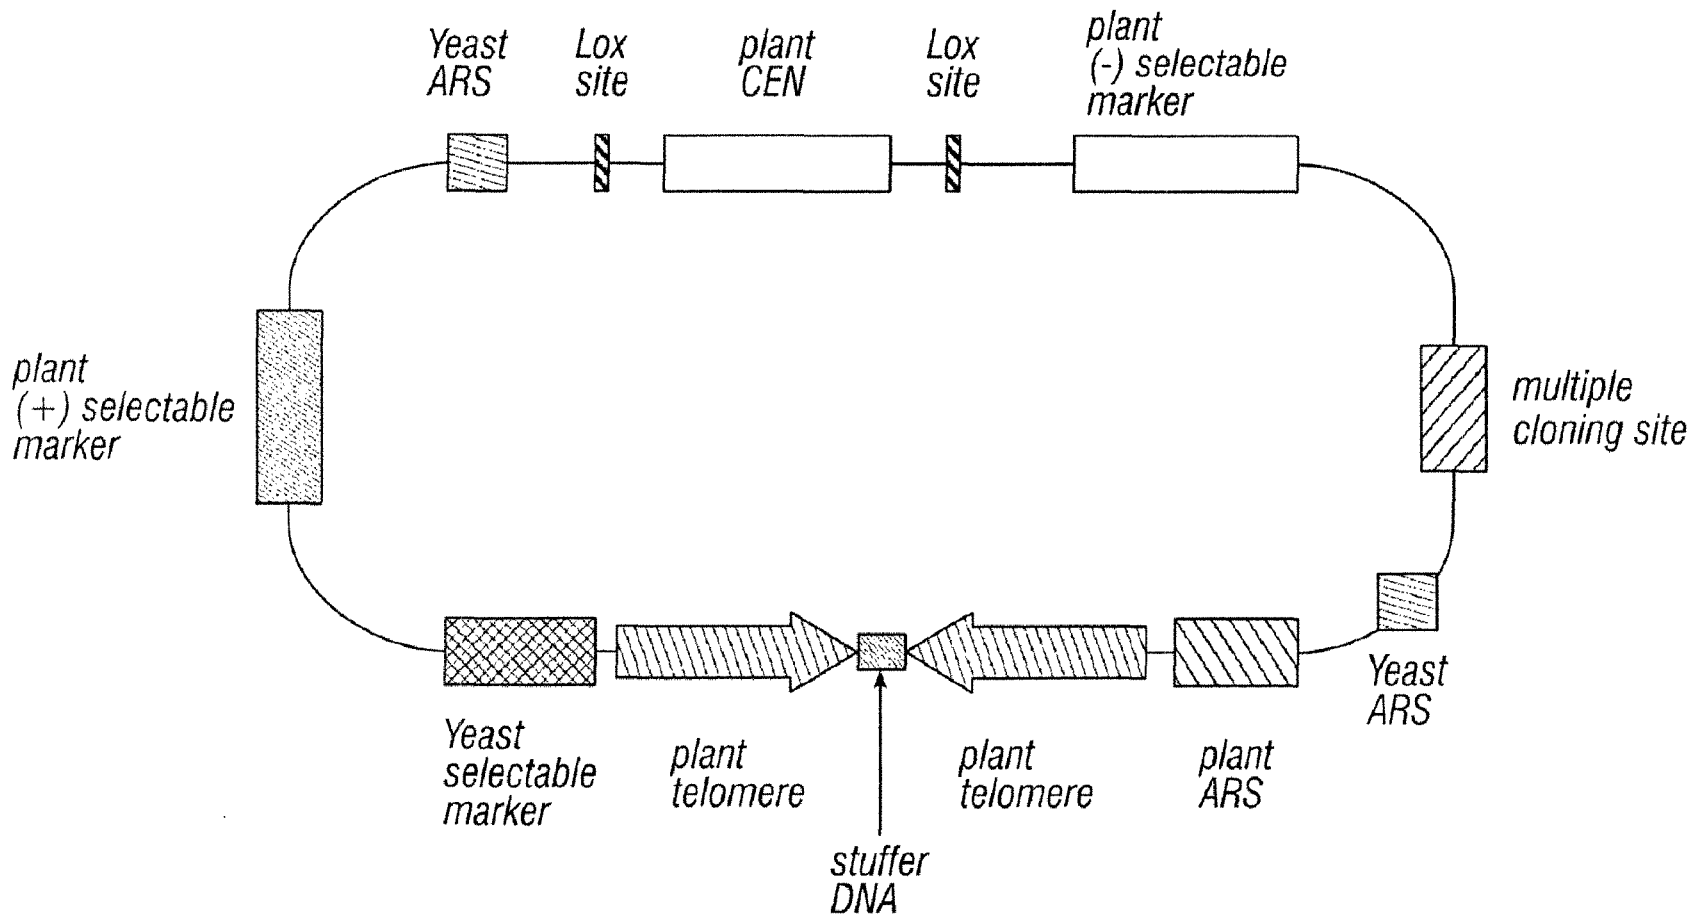 Yeast
ARS
Lox
site
plant
CEN
Lox
site
plant
(-) selectable
marker
plant
(+) selectable
marker
multiple
cloning site
Yeast
selectable
marker
plant
telomere
plant
telomere
plant
ARS
Yeast
ARS
stuffer
DNA